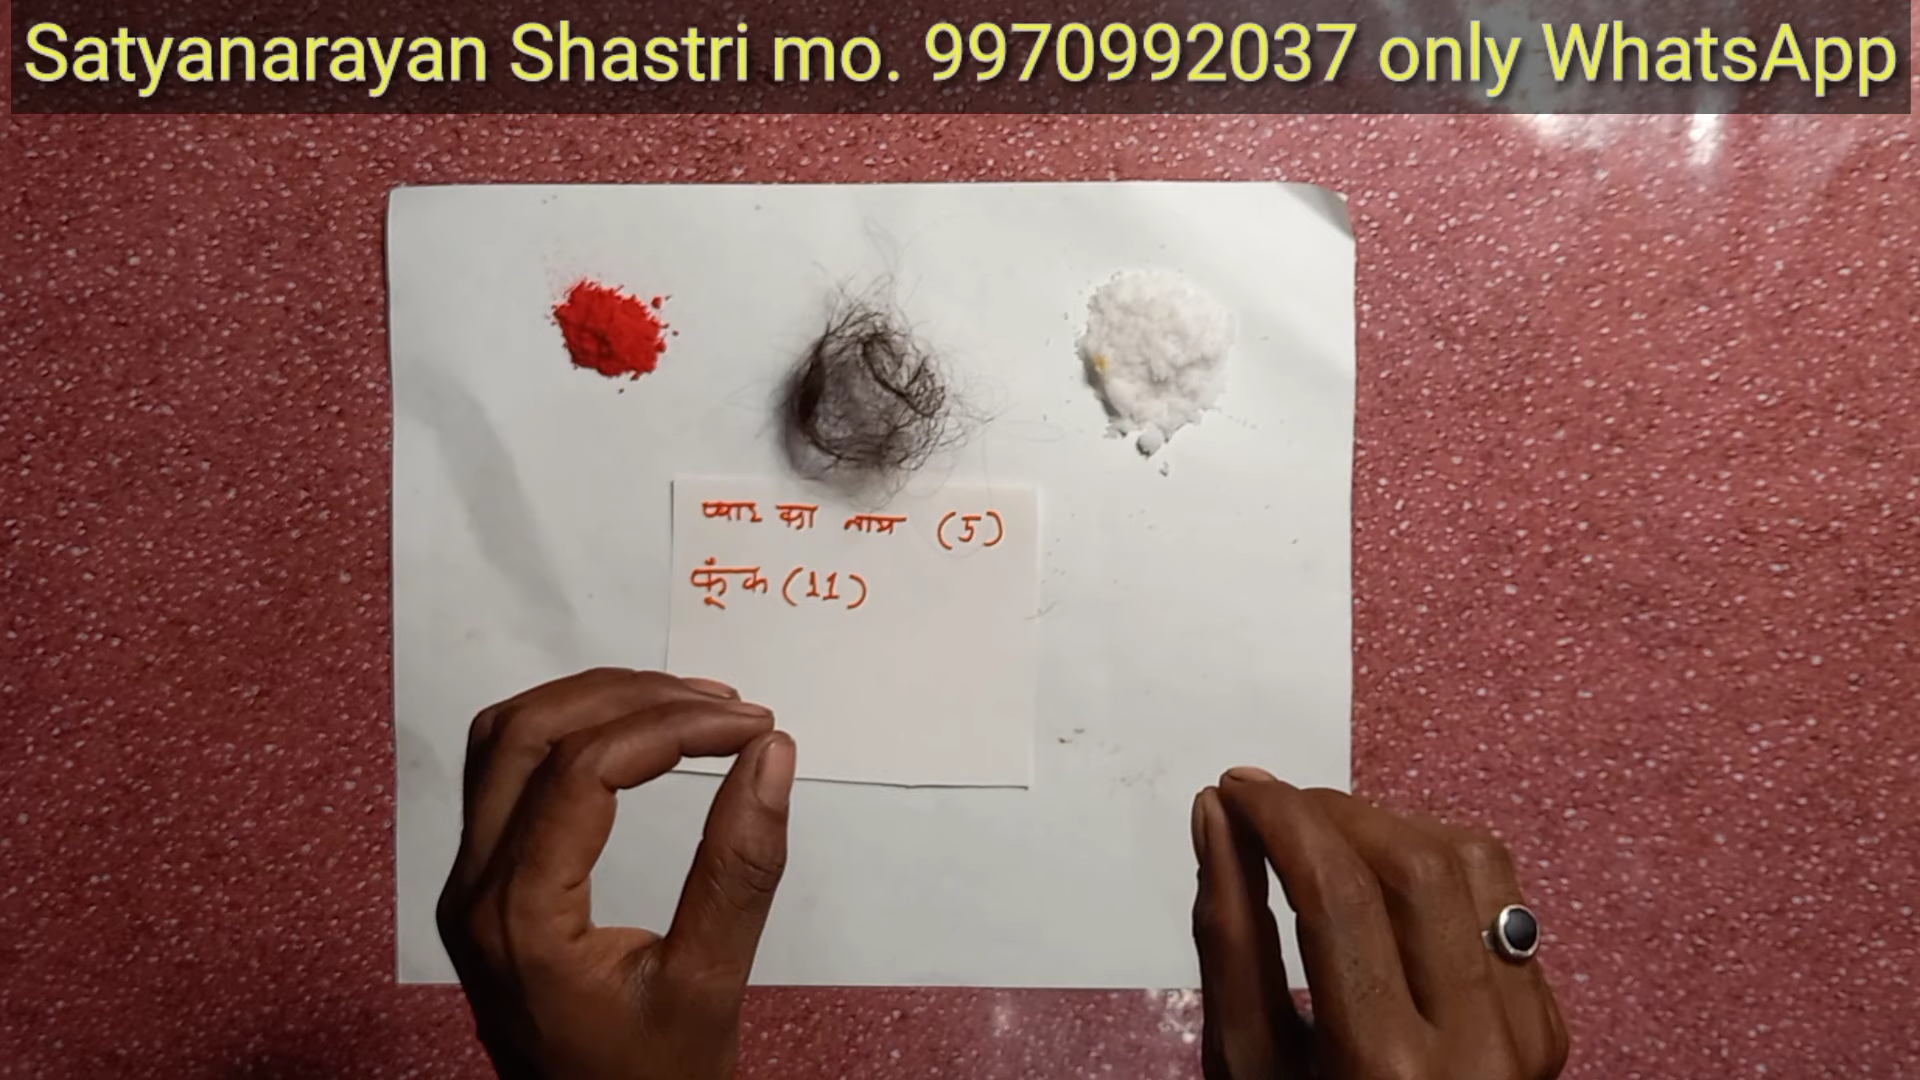 Satyanarayan Shastri mo. 9970992037 only WhatsApp
प्यार का नाम (5)
फूंक (11)